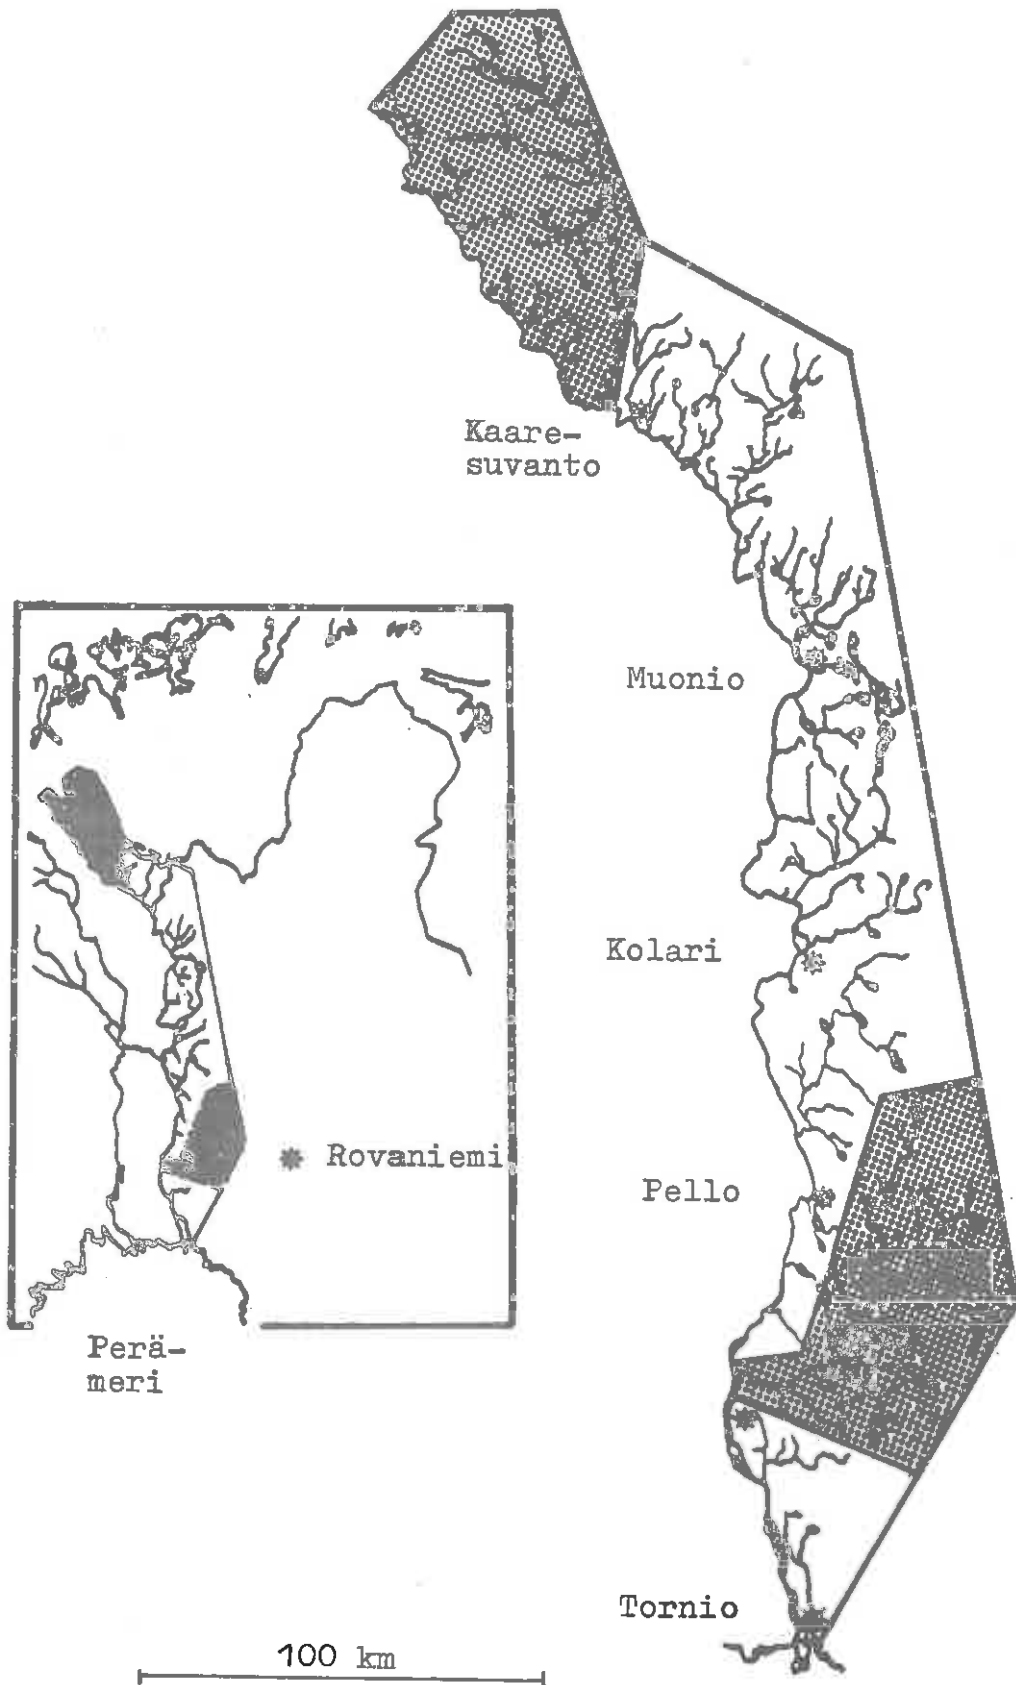 Kaare-
suvanto
Muonio
Kolari
Rovaniemi
Pello
Perä-
meri
Tornio
100 km